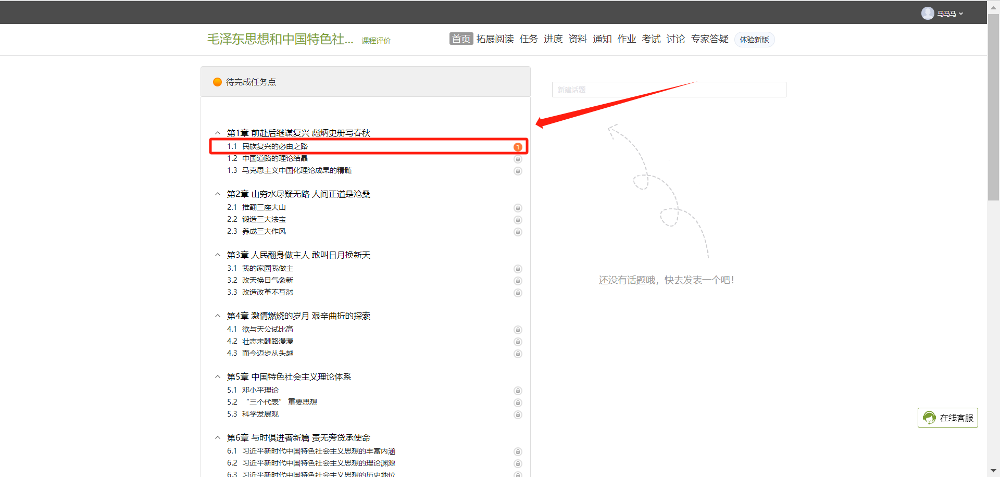 马马马
毛泽东思想和中国特色社... 课程评价
首页 拓展阅读 任务 进度 资料 通知 作业 考试 讨论 专家答疑 体验新版
待完成任务点
第1章 前赴后继谋复兴 彪炳史册写春秋
1.1 民族复兴的必由之路 1
1.2 中国道路的理论结晶
1.3 马克思主义中国化理论成果的精髓
第2章 山穷水尽疑无路 人间正道是沧桑
2.1 推翻三座大山
2.2 锻造三大法宝
2.3 养成三大作风
第3章 人民翻身做主人 敢叫日月换新天
3.1 我的家园我做主
3.2 改天换日气象新
3.3 改造改革不互怼
第4章 激情燃烧的岁月 艰辛曲折的探索
4.1 欲与天公试比高
4.2 壮志未酬路漫漫
4.3 而今迈步从头越
第5章 中国特色社会主义理论体系
5.1 邓小平理论
5.2 “三个代表” 重要思想
5.3 科学发展观
第6章 与时俱进著新篇 责无旁贷承使命
6.1 习近平新时代中国特色社会主义思想的丰富内涵
6.2 习近平新时代中国特色社会主义思想的理论渊源
6.3 习近平新时代中国特色社会主义思想的历史地位
新建话题
还没有话题哦，快去发表一个吧！
在线客服